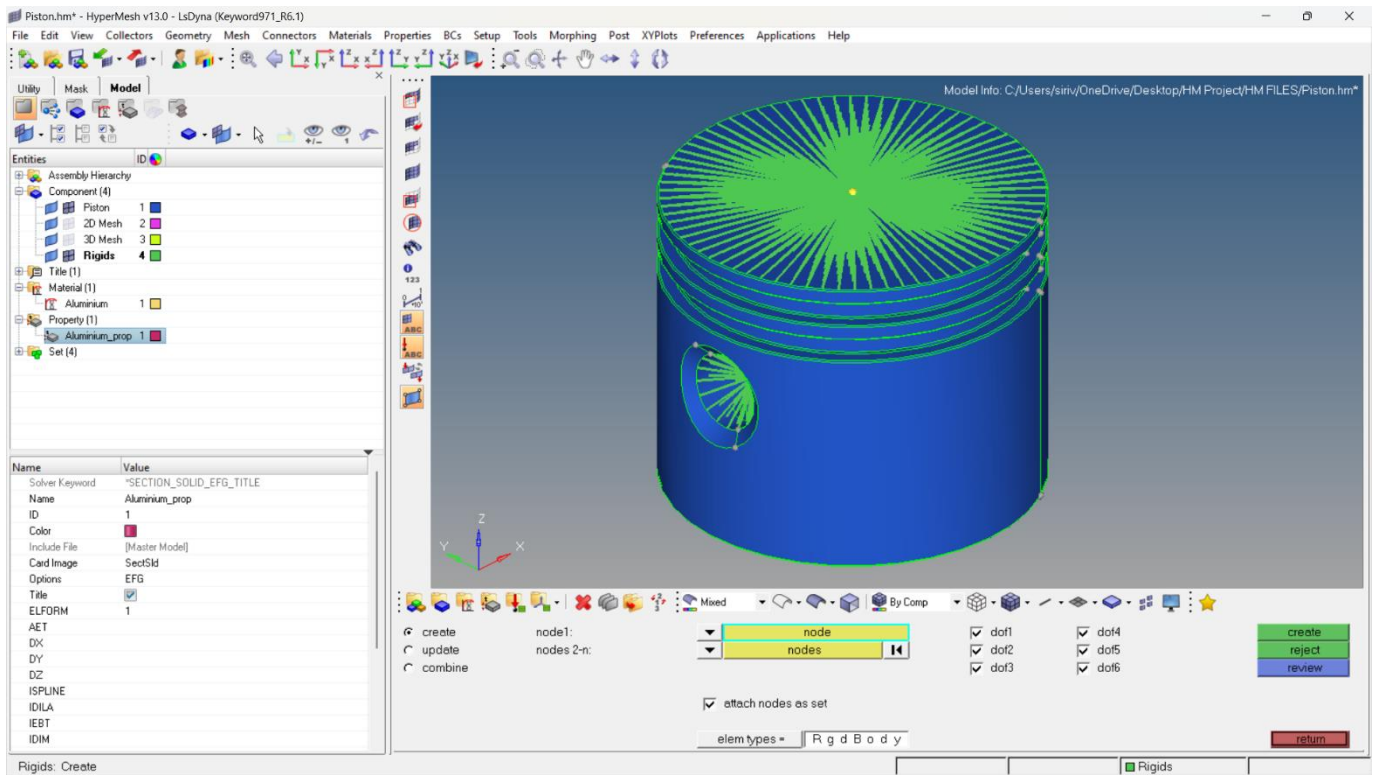 Piston.hm* - HyperMesh v13.0 - LsDyna (Keyword971_R6.1)
File Edit View Collectors Geometry Mesh Connectors Materials Properties BCs Setup Tools Morphing Post XYPlots Preferences Applications Help
Utility Mask Model
Model Info: C:/Users/siriv/OneDrive/Desktop/HM Project/HM FILES/Piston.hm*
Entities ID
Assembly Hierarchy
Component (4)
Piston 1
2D Mesh 2
3D Mesh 3
Rigids 4
Title (1)
Material (1)
Aluminium 1
Property (1)
Aluminium_prop 1
Set (4)
123
ABC
ABC
Name Value
Solver Keyword *SECTION_SOLID_EFG_TITLE
Name Aluminium_prop
ID 1
Color
Include File [Master Model]
Card Image SectSld
Options EFG
Title
ELFORM 1
AET
DX
DY
DZ
ISPLINE
IDILA
IEBT
IDIM
Z
Y X
Mixed By Comp
create node1: node dof1 dof4 create
update nodes 2-n: nodes dof2 dof5 reject
combine dof3 dof6 review
attach nodes as set
elem types = RgdBody return
Rigids: Create Rigids